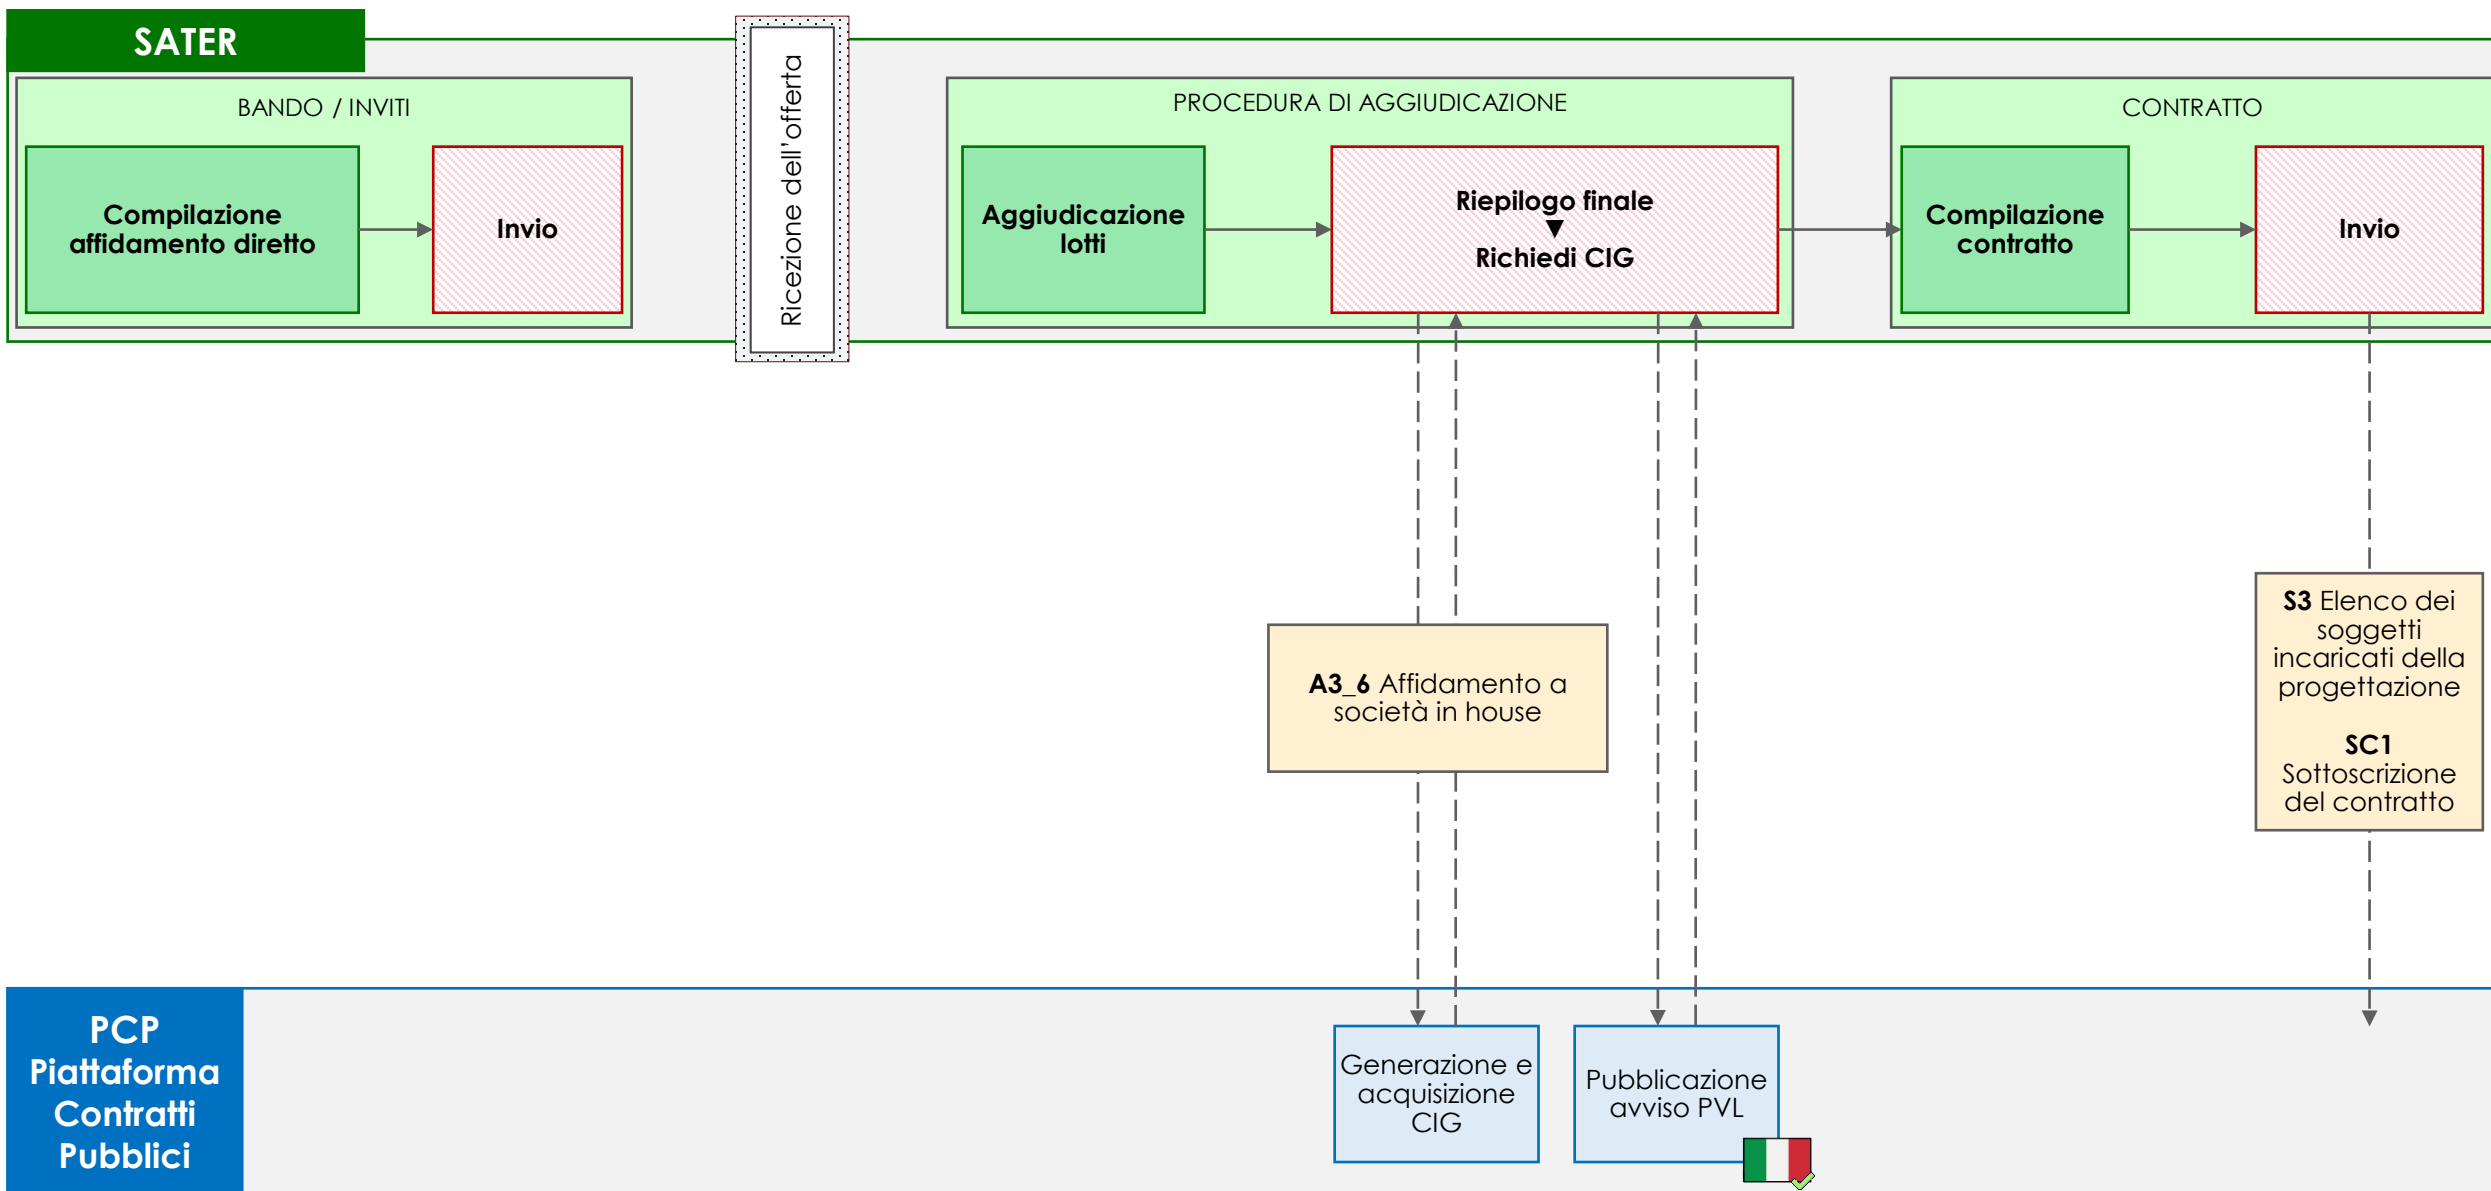 SATER
BANDO / INVITI
Compilazione
affidamento diretto
Invio
Ricezione dell'offerta
PROCEDURA DI AGGIUDICAZIONE
Aggiudicazione
lotti
Riepilogo finale
▼
Richiedi CIG
CONTRATTO
Compilazione
contratto
Invio
A3_6 Affidamento a
società in house
S3 Elenco dei
soggetti
incaricati della
progettazione
SC1
Sottoscrizione
del contratto
PCP
Piattaforma
Contratti
Pubblici
Generazione e
acquisizione
CIG
Pubblicazione
avviso PVL